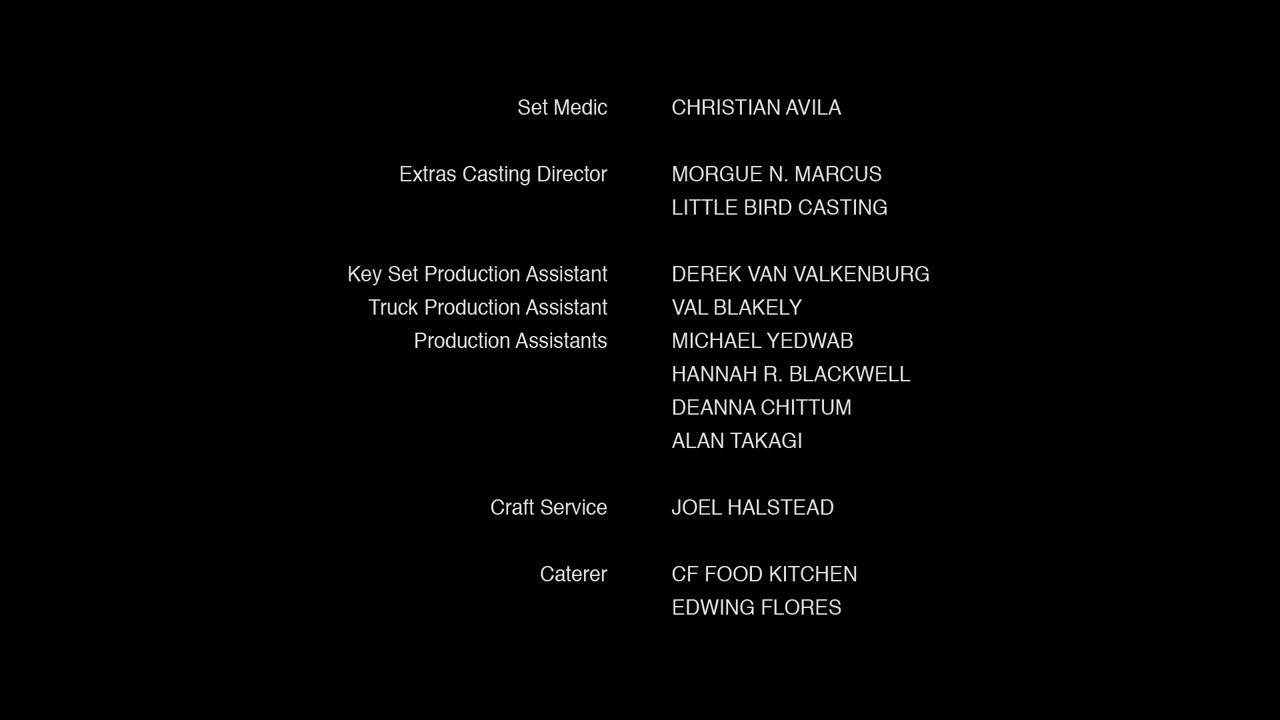 Set Medic CHRISTIAN AVILA
Extras Casting Director MORGUE N. MARCUS
LITTLE BIRD CASTING
Key Set Production Assistant DEREK VAN VALKENBURG
Truck Production Assistant VAL BLAKELY
Production Assistants MICHAEL YEDWAB
HANNAH R. BLACKWELL
DEANNA CHITTUM
ALAN TAKAGI
Craft Service JOEL HALSTEAD
Caterer CF FOOD KITCHEN
EDWING FLORES